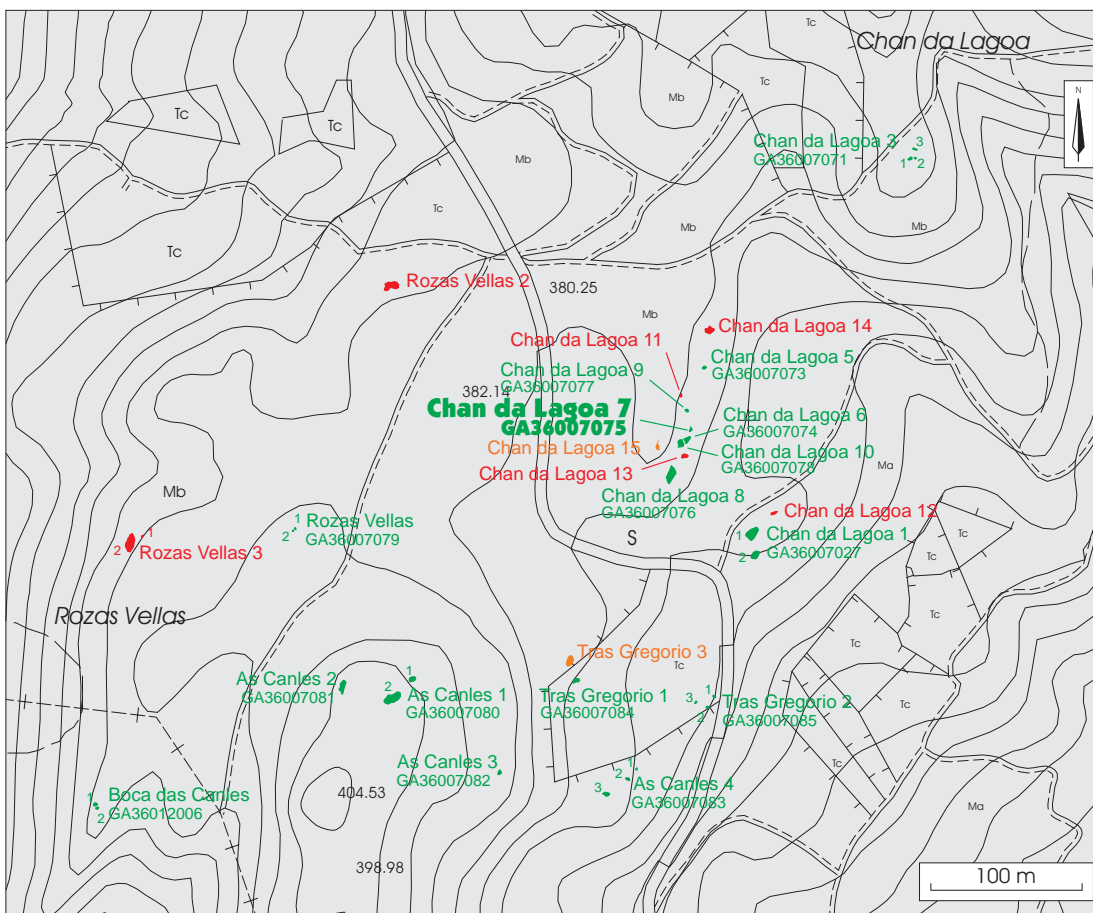 Tc
Chan da Lagoa
N
Mb
Tc
Tc
Chan da Lagoa 3
GA36007071
3
1
2
Mb
Tc
Tc
Mb
Mb
Rozas Vellas 2
380.25
Mb
Chan da Lagoa 14
Chan da Lagoa 11
Chan da Lagoa 5
GA36007073
Chan da Lagoa 9
GA36007077
382.14
Chan da Lagoa 7
GA36007075
Chan da Lagoa 6
GA36007074
Chan da Lagoa 15
Chan da Lagoa 10
GA36007078
Chan da Lagoa 13
Ma
Mb
Chan da Lagoa 8
GA36007076
Chan da Lagoa 12
1
2
Rozas Vellas
GA36007079
1
2
Rozas Vellas 3
S
1
2
Chan da Lagoa 1
GA36007027
Tc
Tc
Rozas Vellas
Tc
Tras Gregorio 3
Tc
Tc
As Canles 2
GA36007081
1
2
As Canles 1
GA36007080
Tras Gregorio 1
GA36007084
1
3
2
Tras Gregorio 2
GA36007085
Tc
Tc
As Canles 3
GA36007082
1
2
3
As Canles 4
GA36007083
Tc
1
2
Boca das Canles
GA36012006
404.53
Ma
398.98
100 m